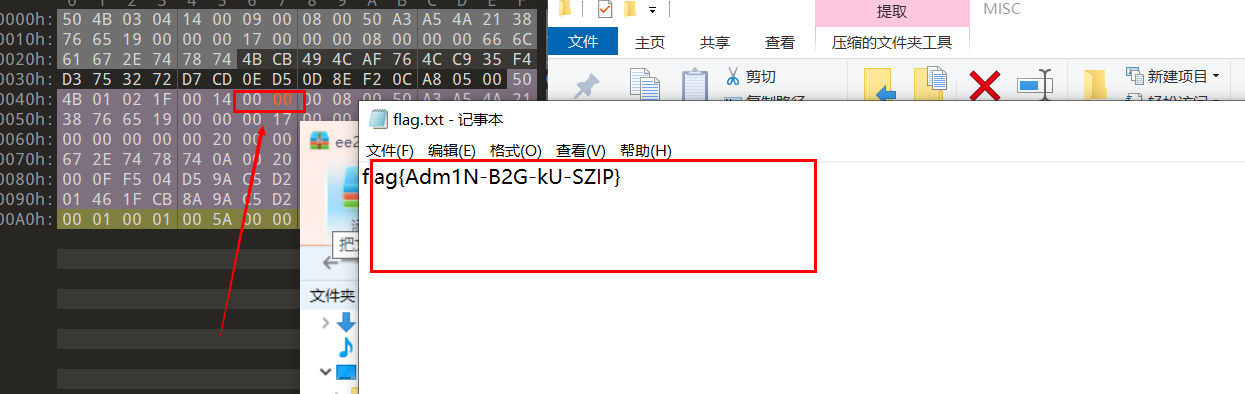 0 1 2 3 4 5 6 7 8 9 A B C D E F
0000h: 50 4B 03 04 14 00 09 00 08 00 50 A3 A5 4A 21 38
0010h: 76 65 19 00 00 00 17 00 00 00 08 00 00 00 66 6C
0020h: 61 67 2E 74 78 74 4B CB 49 4C AF 76 4C C9 35 F4
0030h: D3 75 32 72 D7 CD 0E D5 0D 8E F2 0C A8 05 00 50
0040h: 4B 01 02 1F 00 14 00 00 00 08 00 50 A3 A5 4A 21
0050h: 38 76 65 19 00 00 00 17 00 00
0060h: 00 00 00 00 00 20 00 00
0070h: 67 2E 74 78 74 0A 00 20
0080h: 00 0F F5 04 D5 9A C5 D2
0090h: 01 46 1F CB 8A 9A C5 D2
00A0h: 00 01 00 01 00 5A 00 00
提取
MISC
文件
主页
共享
查看
压缩的文件夹工具
剪切
复制路径
新建项目
轻松访问
ee2
把
文件夹
flag.txt - 记事本
文件(F) 编辑(E) 格式(O) 查看(V) 帮助(H)
flag{Adm1N-B2G-kU-SZIP}